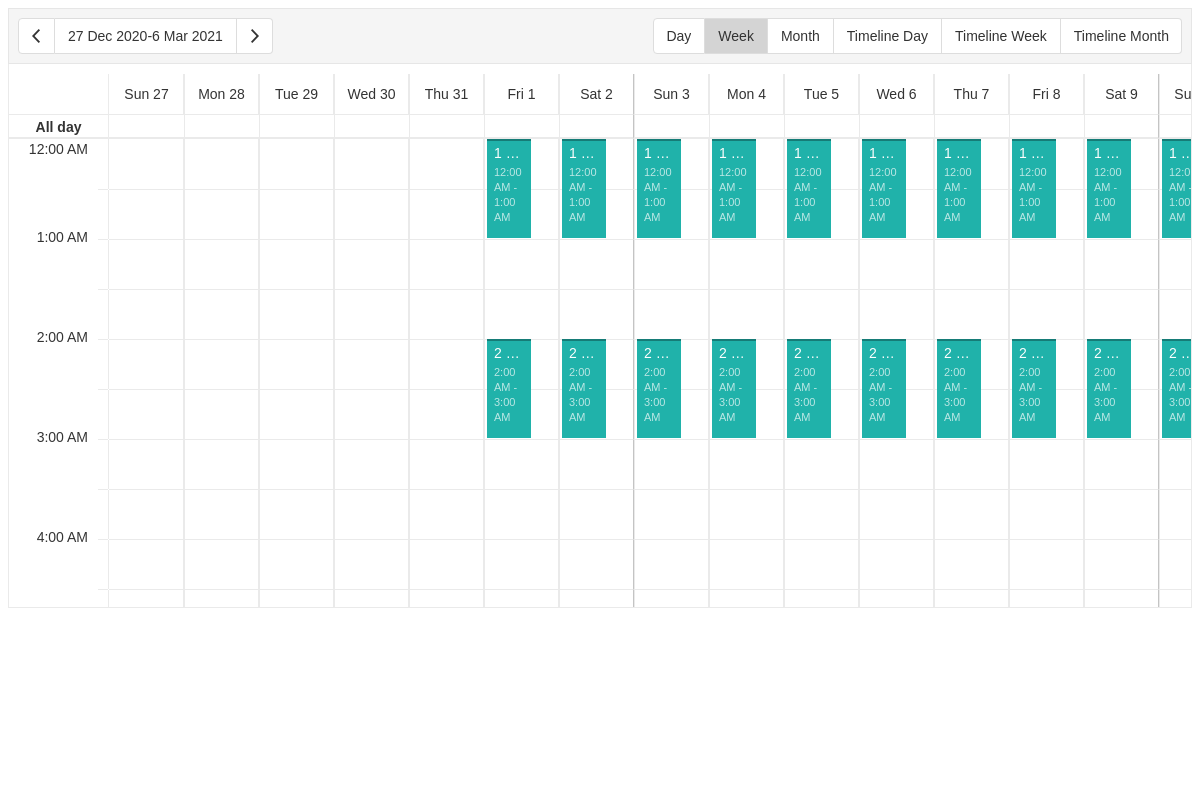 27 Dec 2020-6 Mar 2021
Day Week Month Timeline Day Timeline Week Timeline Month
Sun 27 Mon 28 Tue 29 Wed 30 Thu 31 Fri 1 Sat 2 Sun 3 Mon 4 Tue 5 Wed 6 Thu 7 Fri 8 Sat 9 Su
All day
12:00 AM
1 … 1 … 1 … 1 … 1 … 1 … 1 … 1 … 1 … 1 …
12:00 12:00 12:00 12:00 12:00 12:00 12:00 12:00 12:00 12:0
AM - AM - AM - AM - AM - AM - AM - AM - AM - AM -
1:00 1:00 1:00 1:00 1:00 1:00 1:00 1:00 1:00 1:00
AM AM AM AM AM AM AM AM AM AM
1:00 AM
2:00 AM
2 … 2 … 2 … 2 … 2 … 2 … 2 … 2 … 2 … 2 …
2:00 2:00 2:00 2:00 2:00 2:00 2:00 2:00 2:00 2:00
AM - AM - AM - AM - AM - AM - AM - AM - AM - AM -
3:00 3:00 3:00 3:00 3:00 3:00 3:00 3:00 3:00 3:00
AM AM AM AM AM AM AM AM AM AM
3:00 AM
4:00 AM